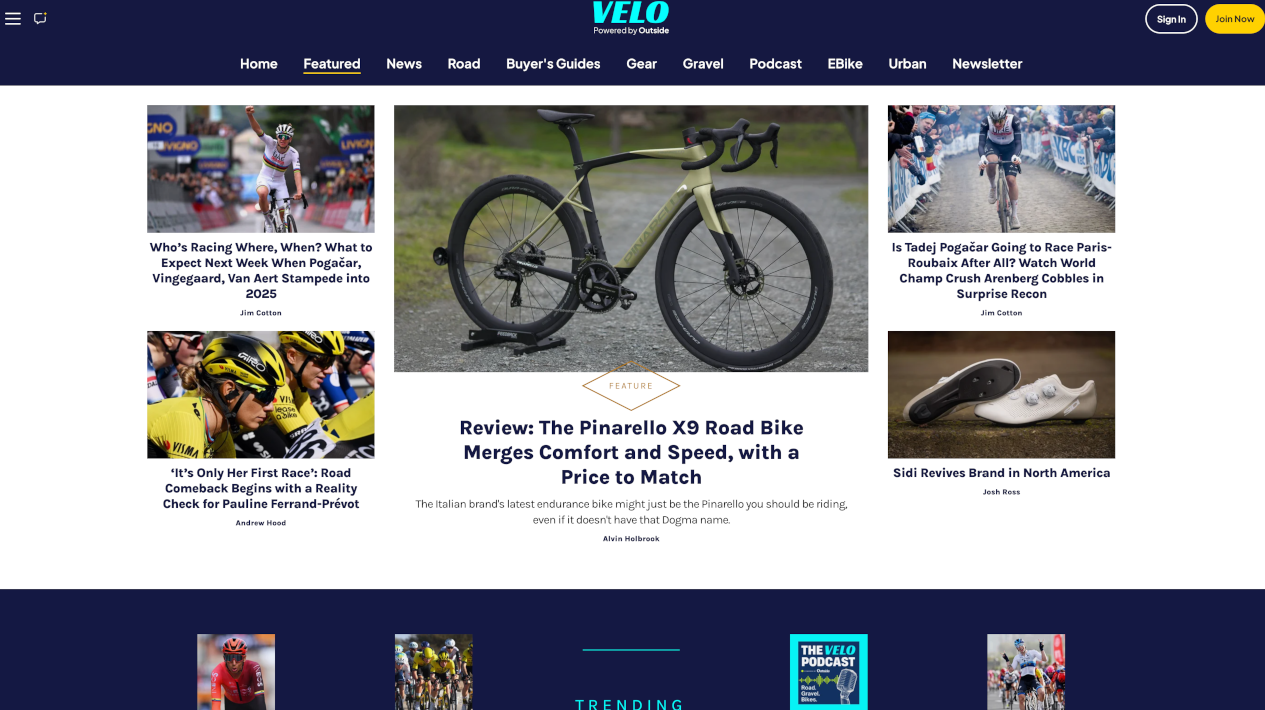 VELO
Powered by Outside
Sign In
Join Now
Home
Featured
News
Road
Buyer's Guides
Gear
Gravel
Podcast
EBike
Urban
Newsletter
LIVIGNO
Who’s Racing Where, When? What to
Expect Next Week When Pogačar,
Vingegaard, Van Aert Stampede into
2025
Jim Cotton
VISMA
lease
a bike
‘It’s Only Her First Race’: Road
Comeback Begins with a Reality
Check for Pauline Ferrand-Prévot
Andrew Hood
FEATURE
Review: The Pinarello X9 Road Bike
Merges Comfort and Speed, with a
Price to Match
The Italian brand's latest endurance bike might just be the Pinarello you should be riding,
even if it doesn't have that Dogma name.
Alvin Holbrook
Is Tadej Pogačar Going to Race Paris-
Roubaix After All? Watch World
Champ Crush Arenberg Cobbles in
Surprise Recon
Jim Cotton
Sidi Revives Brand in North America
Josh Ross
TRENDING
THE VELO
PODCAST
Outside
Road.
Gravel.
Bikes.